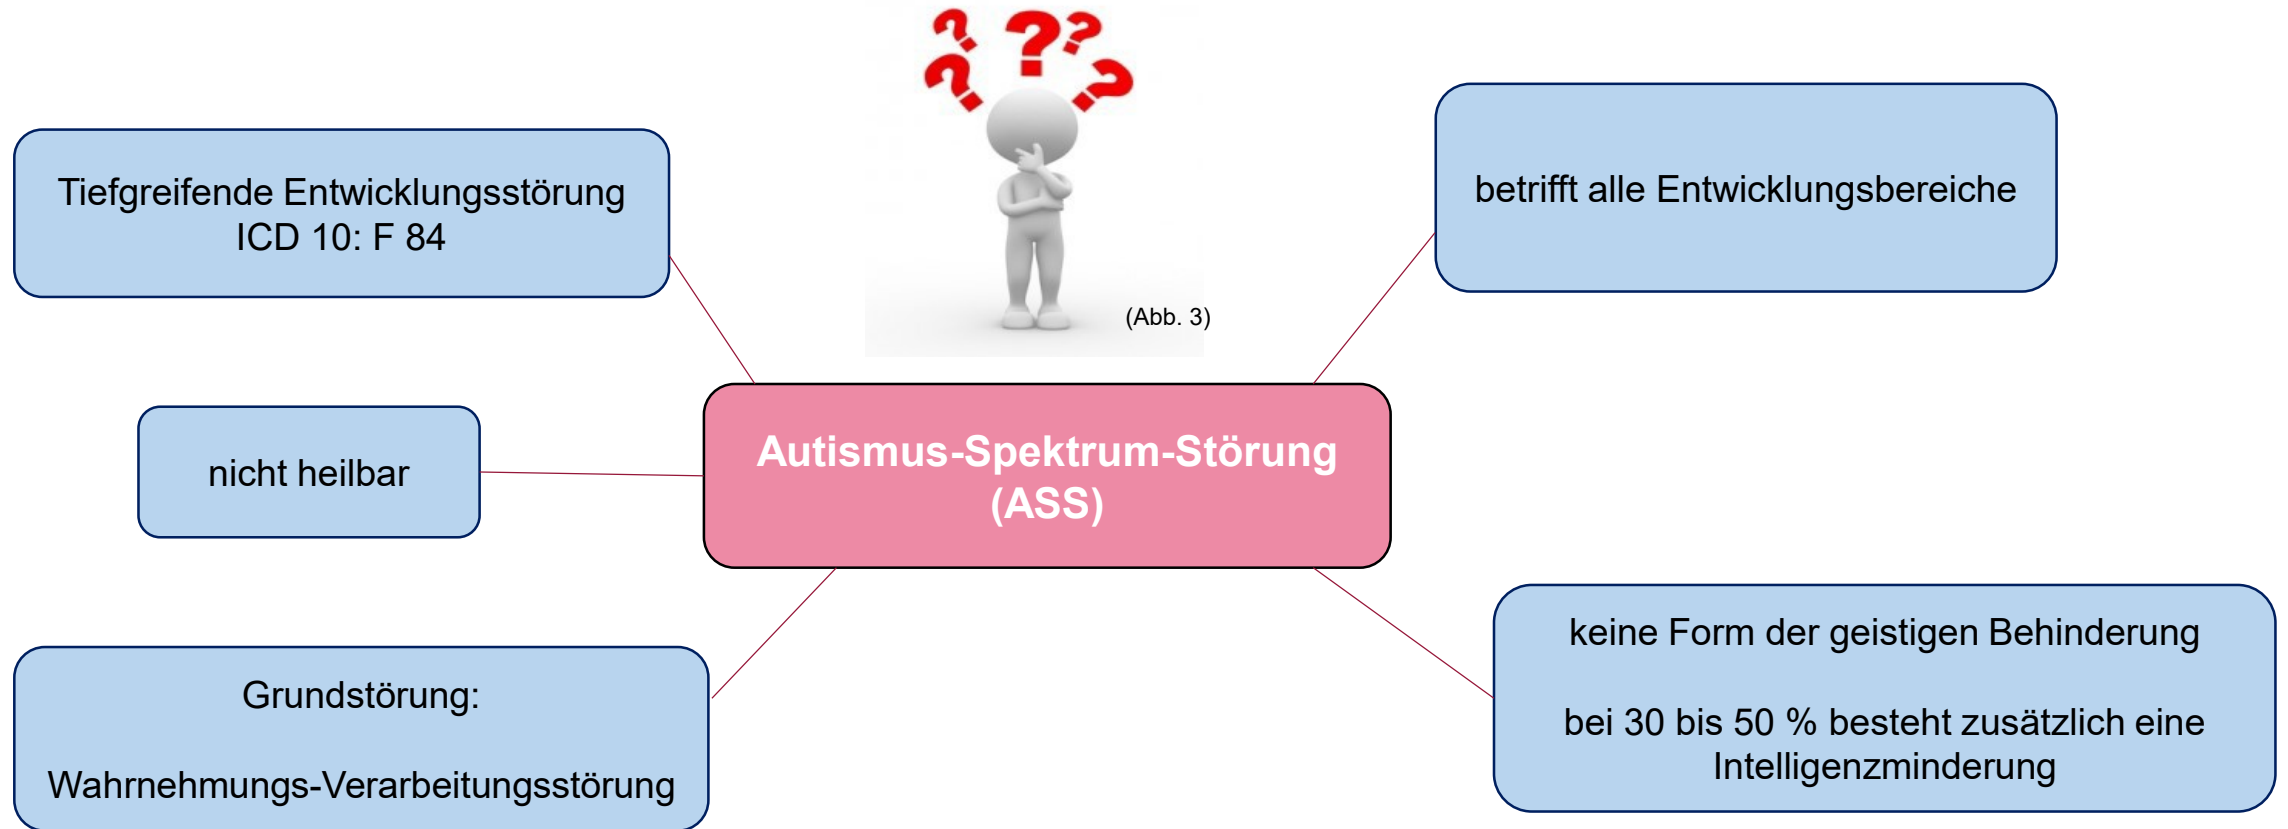 ?
?
?
?
?
(Abb. 3)
Tiefgreifende Entwicklungsstörung
ICD 10: F 84
betrifft alle Entwicklungsbereiche
nicht heilbar
Autismus-Spektrum-Störung
(ASS)
Grundstörung:
Wahrnehmungs-Verarbeitungsstörung
keine Form der geistigen Behinderung
bei 30 bis 50 % besteht zusätzlich eine
Intelligenzminderung